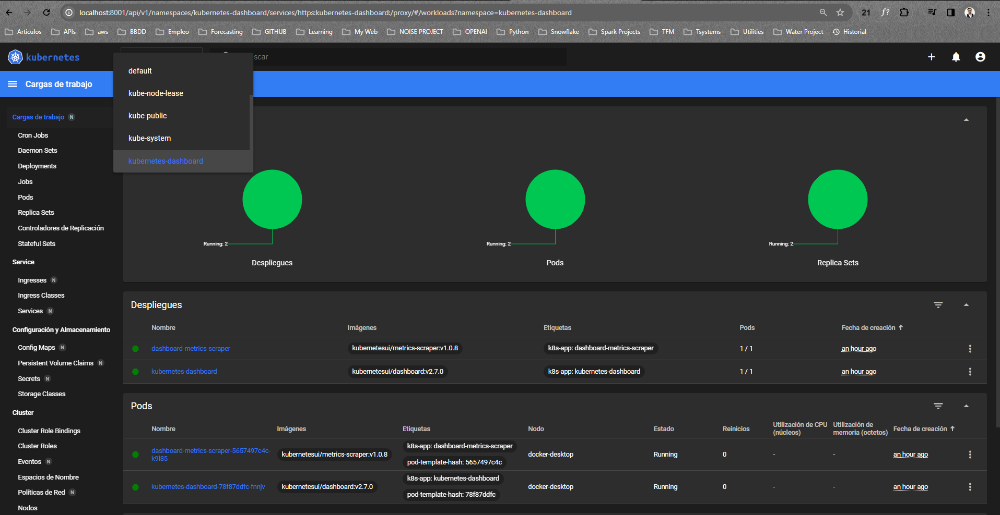 localhost:8001/api/v1/namespaces/kubernetes-dashboard/services/https:kubernetes-dashboard:/proxy/#/workloads?namespace=kubernetes-dashboard
21 ƒ?
Articulos APIs aws BBDD Empleo Forecasting GITHUB Learning My Web NOISE PROJECT OPENAI Python Snowflake Spark Projects TFM Tsystems Utilities Water Project Historial
kubernetes
scar
Cargas de trabajo
default
kube-node-lease
kube-public
kube-system
kubernetes-dashboard
Cargas de trabajo N
Cron Jobs
Daemon Sets
Deployments
Jobs
Pods
Replica Sets
Controladores de Replicación
Stateful Sets
Service
Ingresses N
Ingress Classes
Services N
Configuración y Almacenamiento
Config Maps N
Persistent Volume Claims N
Secrets N
Storage Classes
Cluster
Cluster Role Bindings
Cluster Roles
Eventos N
Espacios de Nombre
Políticas de Red N
Nodos
Running: 2 Running: 2 Running: 2
Despliegues Pods Replica Sets
Despliegues
Nombre Imágenes Etiquetas Pods Fecha de creación
dashboard-metrics-scraper kubernetesui/metrics-scraper:v1.0.8 k8s-app: dashboard-metrics-scraper 1 / 1 an hour ago
kubernetes-dashboard kubernetesui/dashboard:v2.7.0 k8s-app: kubernetes-dashboard 1 / 1 an hour ago
Pods
Nombre Imágenes Etiquetas Nodo Estado Reinicios Utilización de CPU (núcleos) Utilización de memoria (octetos) Fecha de creación
dashboard-metrics-scraper-5657497c4c-k9l85 kubernetesui/metrics-scraper:v1.0.8 k8s-app: dashboard-metrics-scraper pod-template-hash: 5657497c4c docker-desktop Running 0 - - an hour ago
kubernetes-dashboard-78f87ddfc-fnnjv kubernetesui/dashboard:v2.7.0 k8s-app: kubernetes-dashboard pod-template-hash: 78f87ddfc docker-desktop Running 0 - - an hour ago